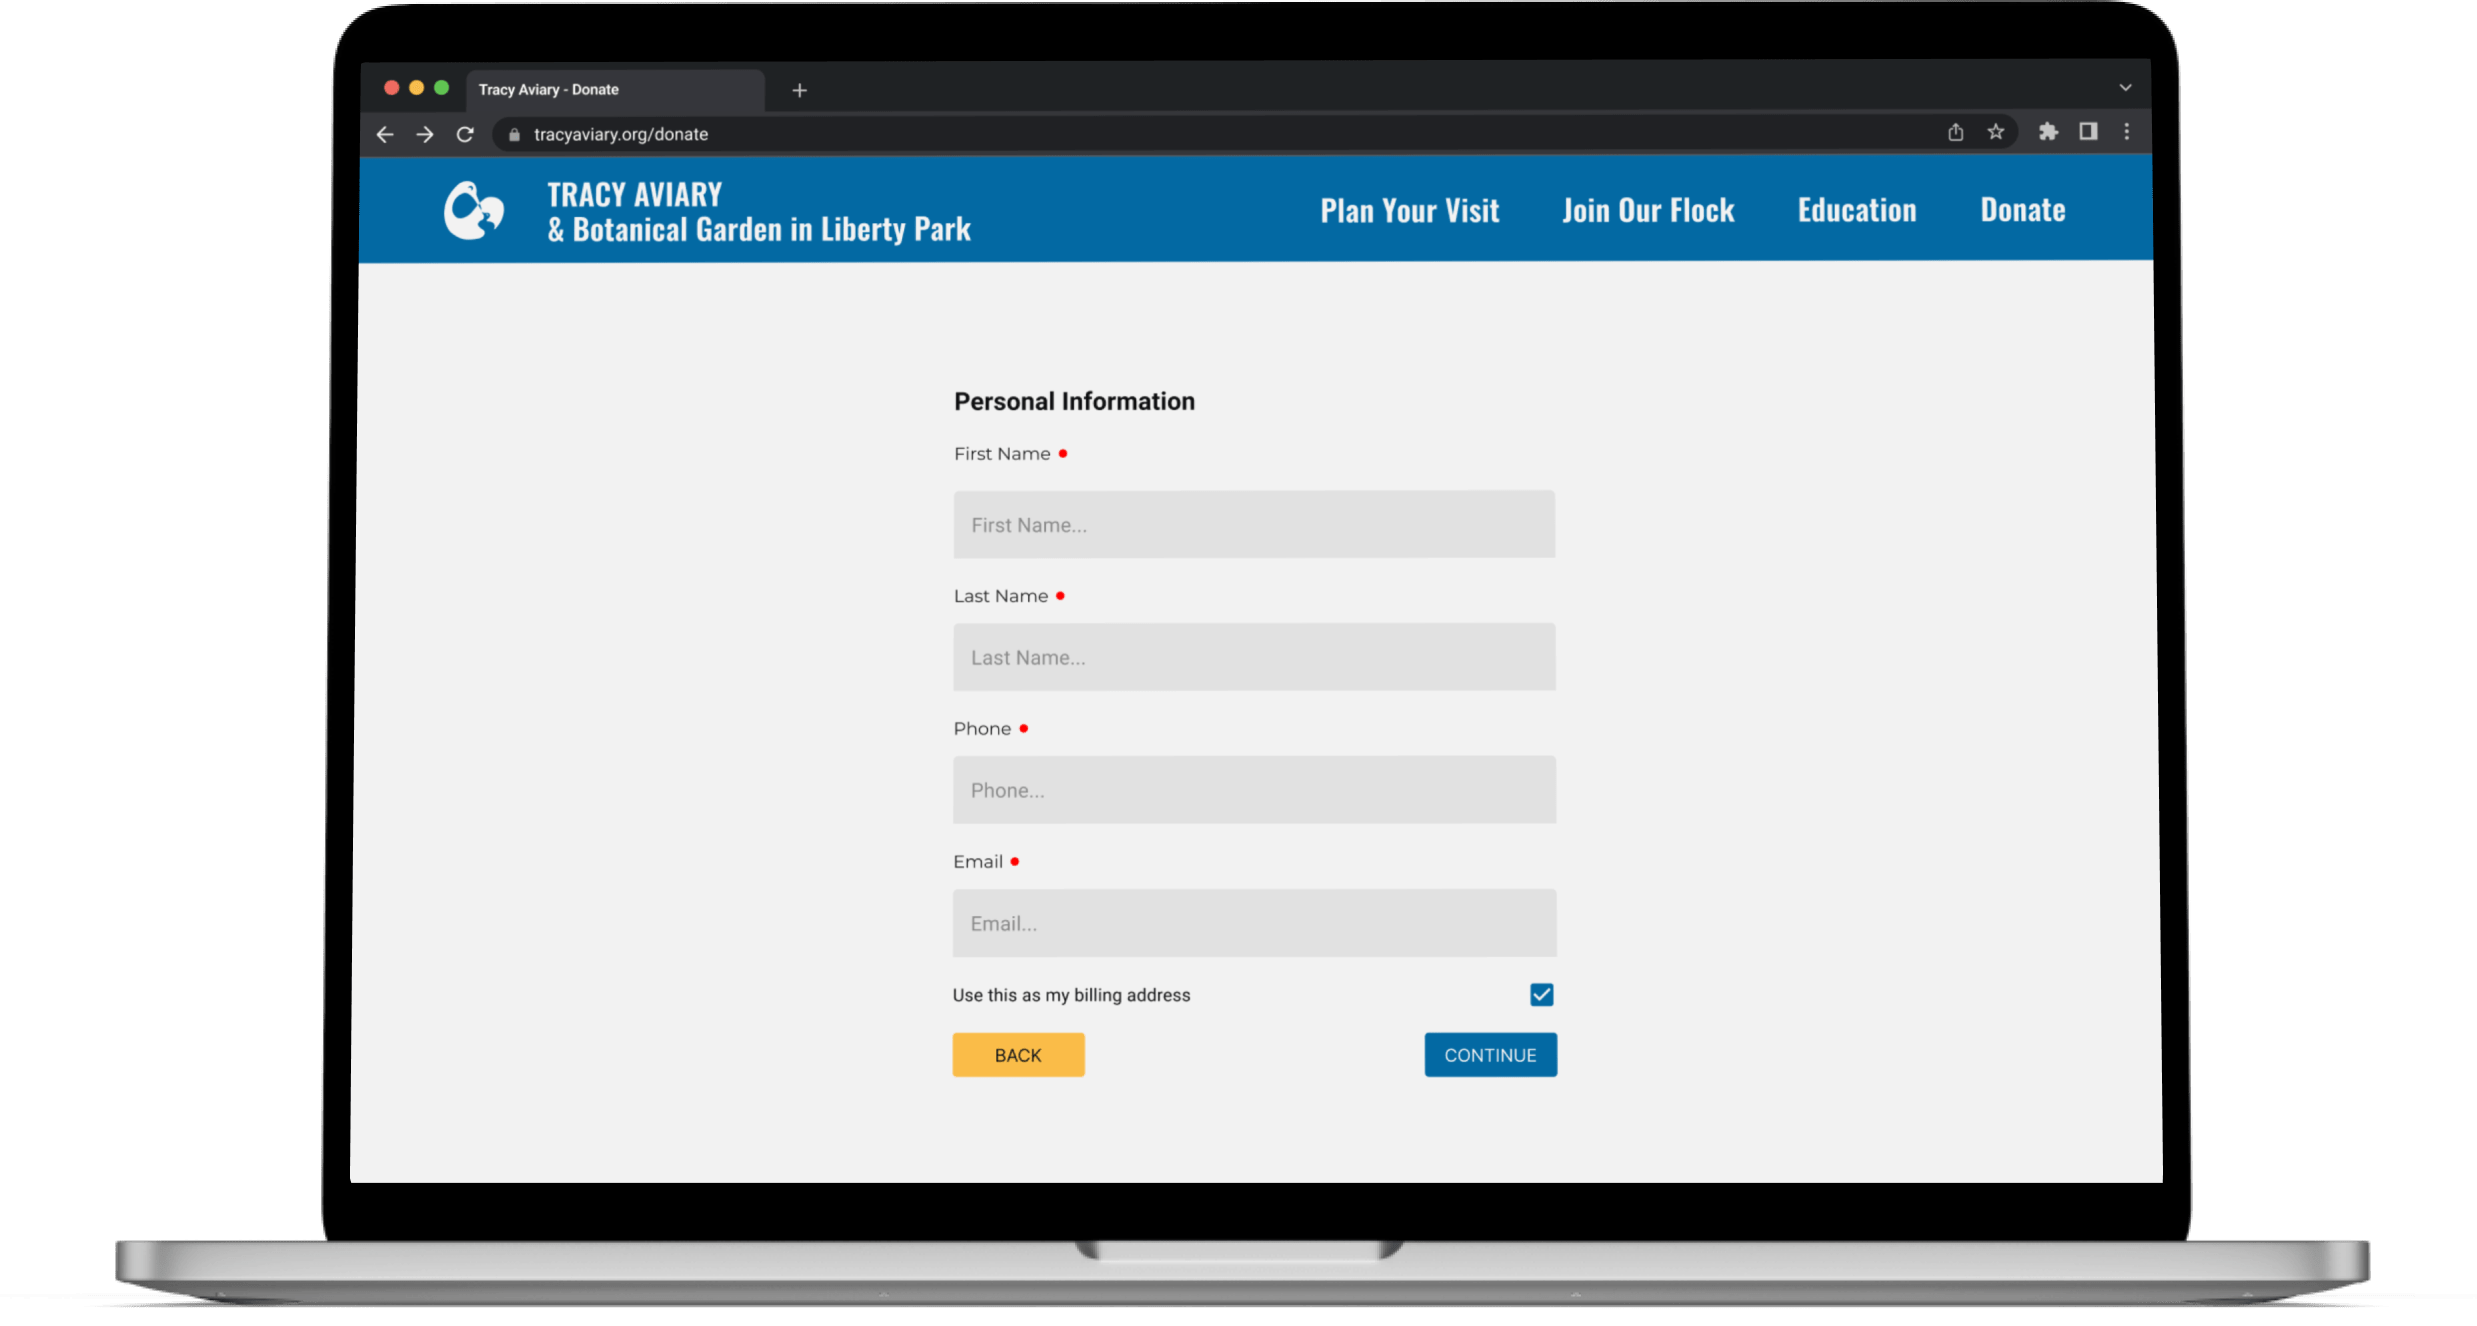 Tracy Aviary - Donate
tracyaviary.org/donate
TRACY AVIARY
& Botanical Garden in Liberty Park
Plan Your Visit Join Our Flock Education Donate
Personal Information
First Name
First Name...
Last Name
Last Name...
Phone
Phone...
Email
Email...
Use this as my billing address
BACK CONTINUE